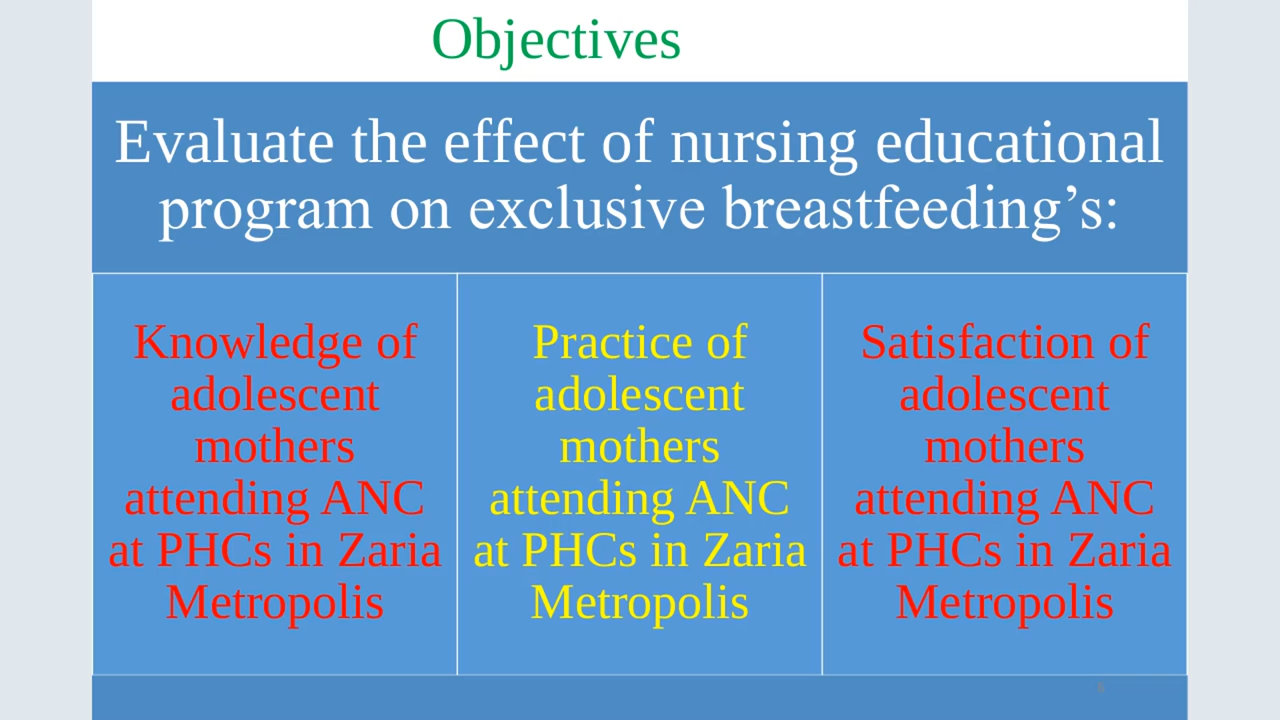 Objectives
Evaluate the effect of nursing educational
program on exclusive breastfeeding’s:
Knowledge of
adolescent
mothers
attending ANC
at PHCs in Zaria
Metropolis
Practice of
adolescent
mothers
attending ANC
at PHCs in Zaria
Metropolis
Satisfaction of
adolescent
mothers
attending ANC
at PHCs in Zaria
Metropolis